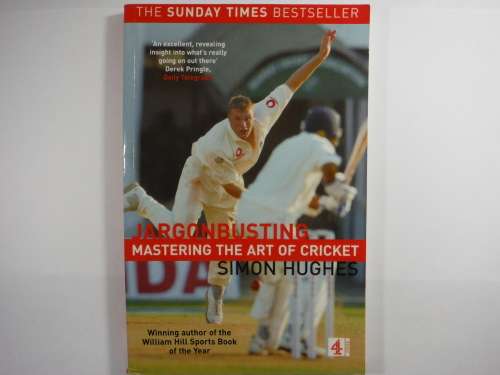 THE SUNDAY TIMES BESTSELLER
'An excellent, revealing
insight into what's really
going on out there'
Derek Pringle,
Daily Telegraph
JARGONBUSTING
MASTERING THE ART OF CRICKET
SIMON HUGHES
Winning author of the
William Hill Sports Book
of the Year
4